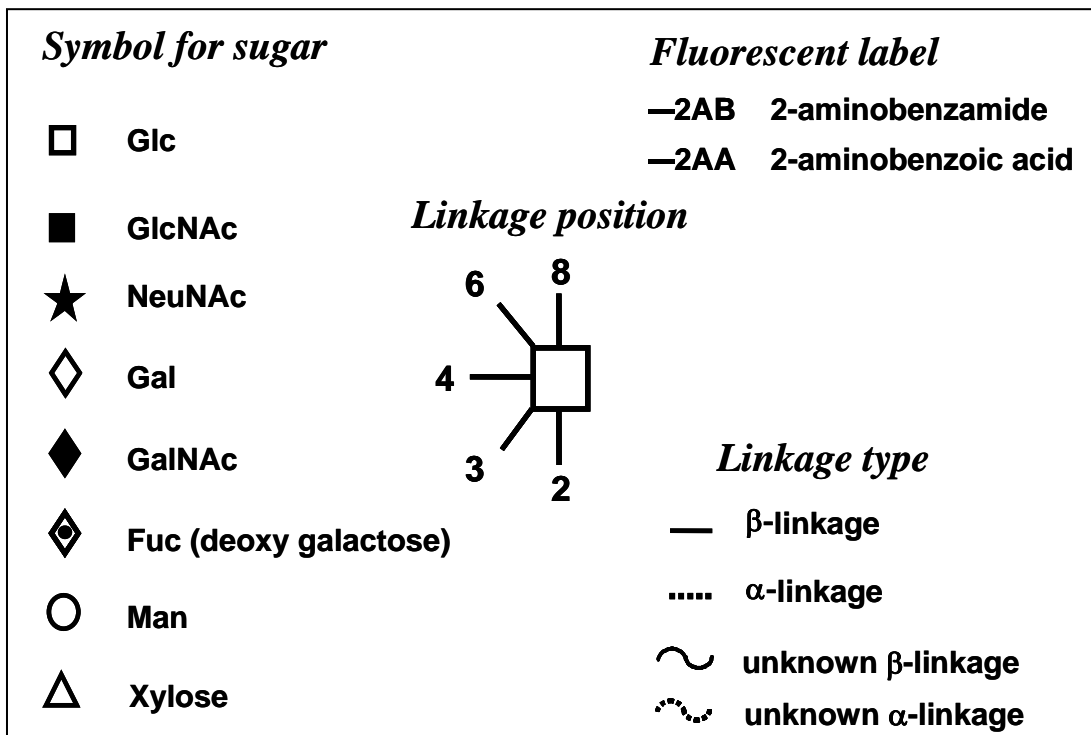 Symbol for sugar
Glc
GlcNAc
NeuNAc
Gal
GalNAc
Fuc (deoxy galactose)
Man
Xylose
Fluorescent label
—2AB 2-aminobenzamide
—2AA 2-aminobenzoic acid
Linkage position
8
6
4
3
2
Linkage type
β-linkage
α-linkage
unknown β-linkage
unknown α-linkage